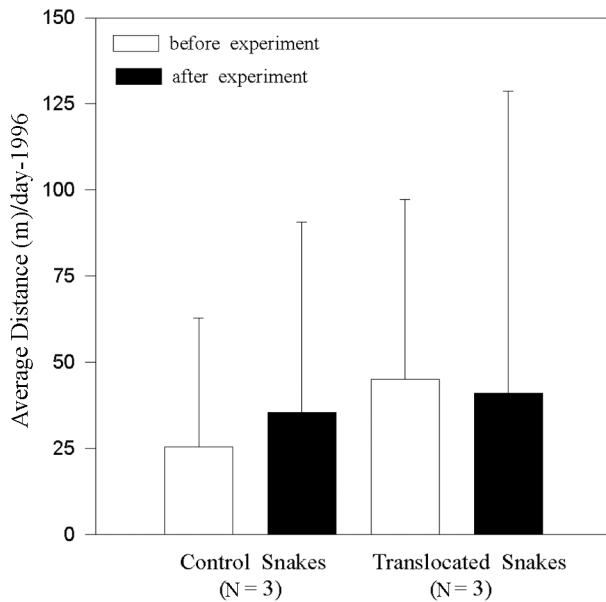 Average Distance (m)/day-1996
150
125
100
75
50
25
0
before experiment
after experiment
Control Snakes
(N = 3)
Translocated Snakes
(N = 3)